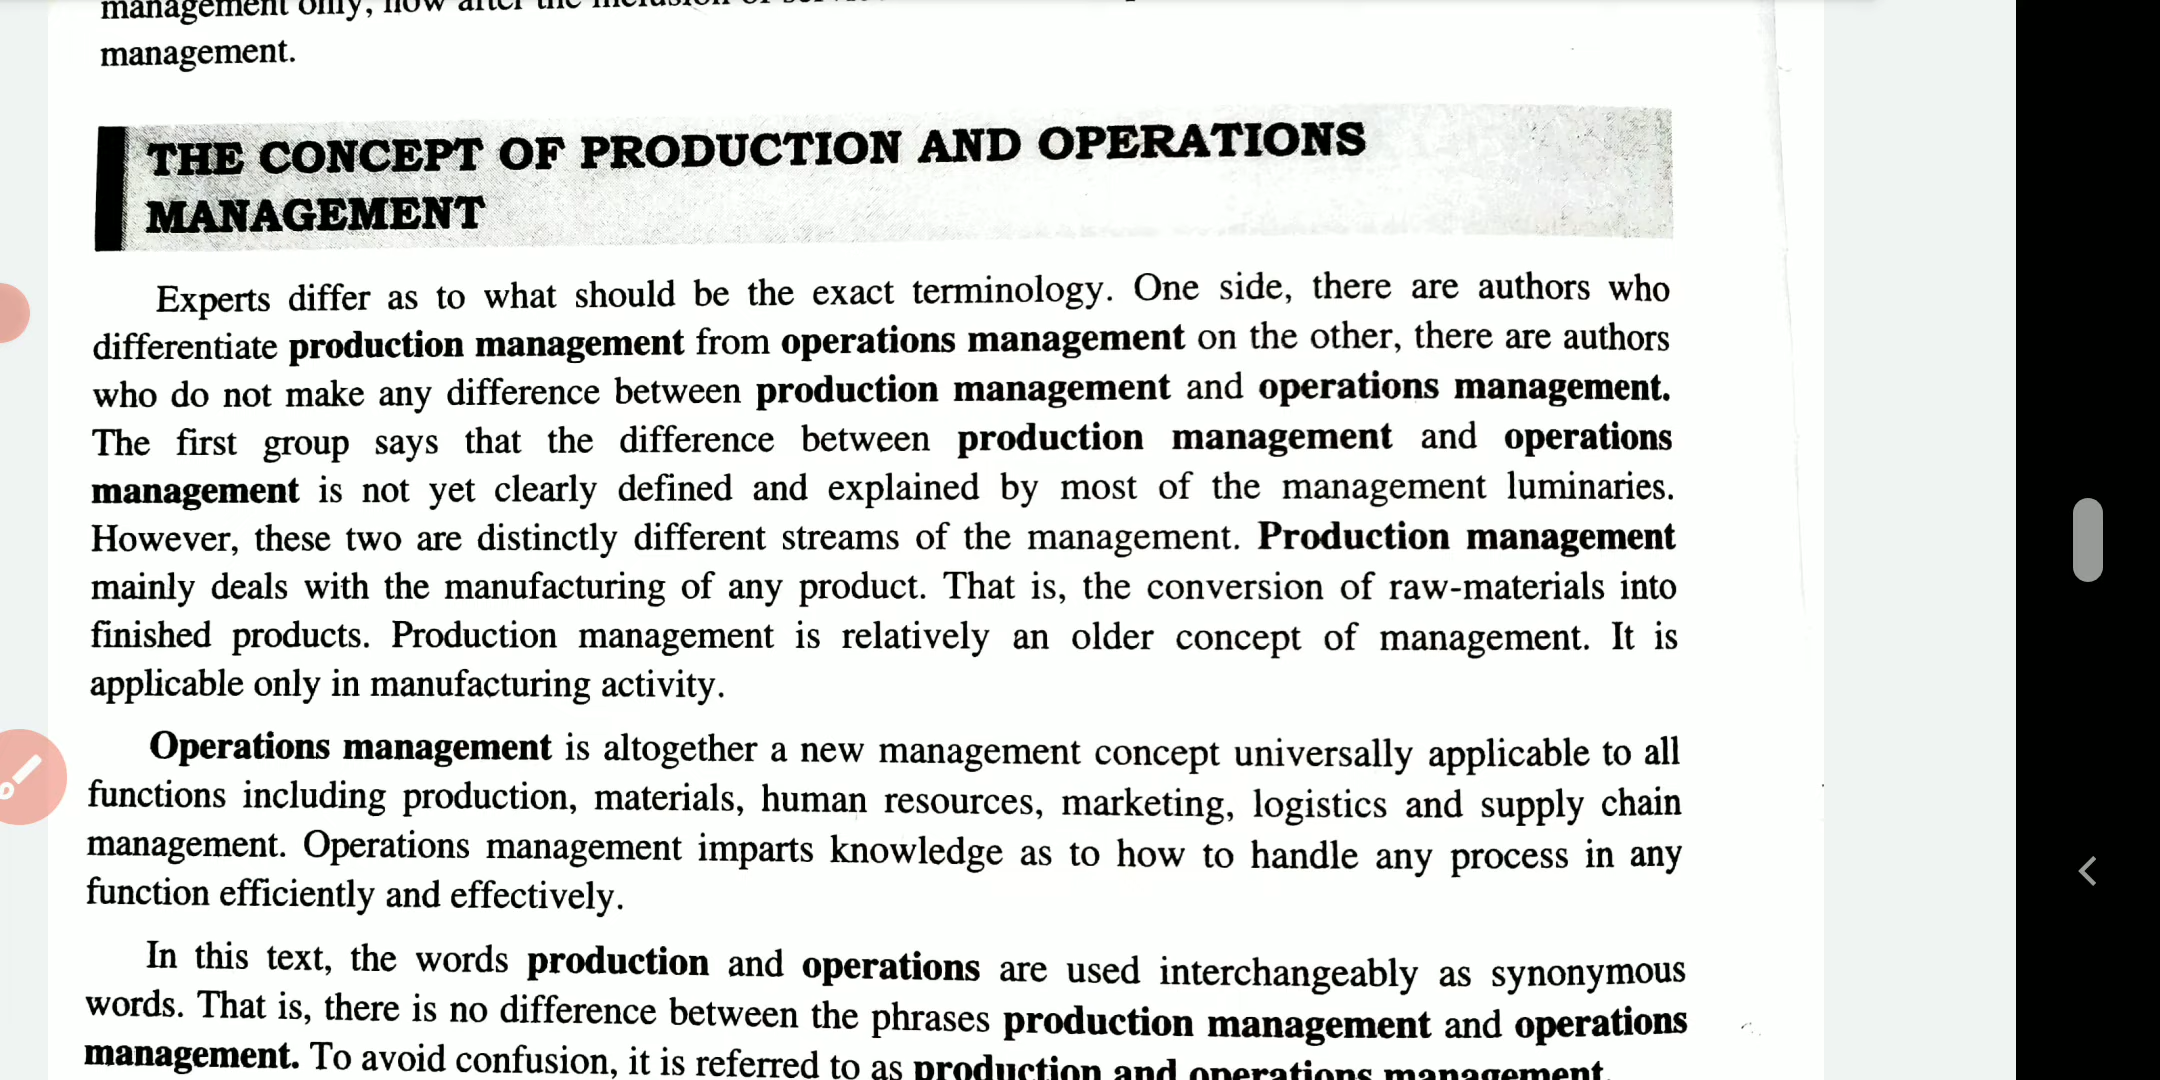 management only, now after the inclusion of
management.
THE CONCEPT OF PRODUCTION AND OPERATIONS
MANAGEMENT
Experts differ as to what should be the exact terminology. One side, there are authors who
differentiate production management from operations management on the other, there are authors
who do not make any difference between production management and operations management.
The first group says that the difference between production management and operations
management is not yet clearly defined and explained by most of the management luminaries.
However, these two are distinctly different streams of the management. Production management
mainly deals with the manufacturing of any product. That is, the conversion of raw-materials into
finished products. Production management is relatively an older concept of management. It is
applicable only in manufacturing activity.
Operations management is altogether a new management concept universally applicable to all
functions including production, materials, human resources, marketing, logistics and supply chain
management. Operations management imparts knowledge as to how to handle any process in any
function efficiently and effectively.
In this text, the words production and operations are used interchangeably as synonymous
words. That is, there is no difference between the phrases production management and operations
management. To avoid confusion, it is referred to as production and operations management.